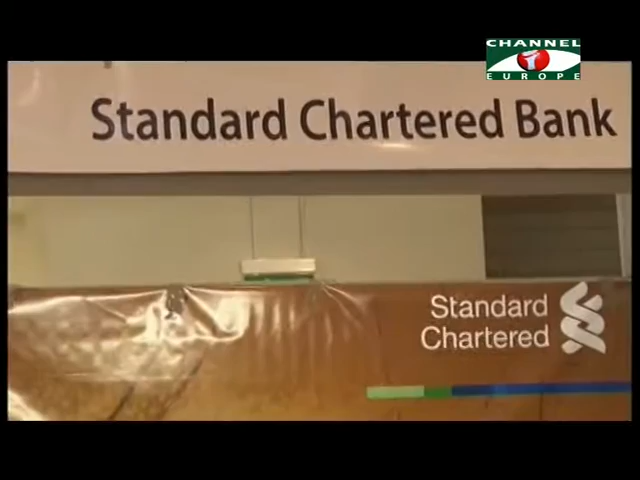 CHANNEL
i
EUROPE
Standard Chartered Bank
Standard
Chartered